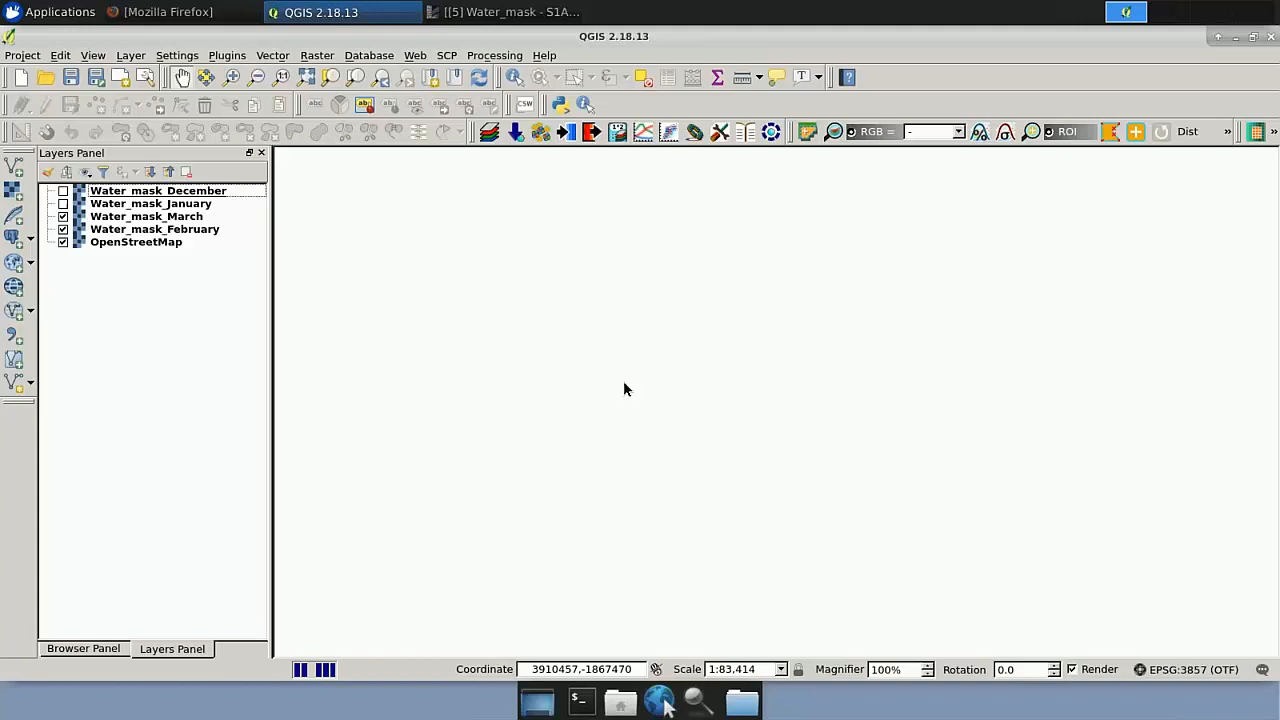 Applications [Mozilla Firefox] QGIS 2.18.13 [[5] Water_mask - S1A...
QGIS 2.18.13
Project Edit View Layer Settings Plugins Vector Raster Database Web SCP Processing Help
abc abc CSW
RGB = - ROI Dist » »
Layers Panel
Water_mask_December
Water_mask_January
Water_mask_March
Water_mask_February
OpenStreetMap
Browser Panel Layers Panel
Coordinate 3910457,-1867470 Scale 1:83.414 Magnifier 100% Rotation 0.0 Render EPSG:3857 (OTF)